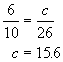 6/10 = c/26
c = 15.6